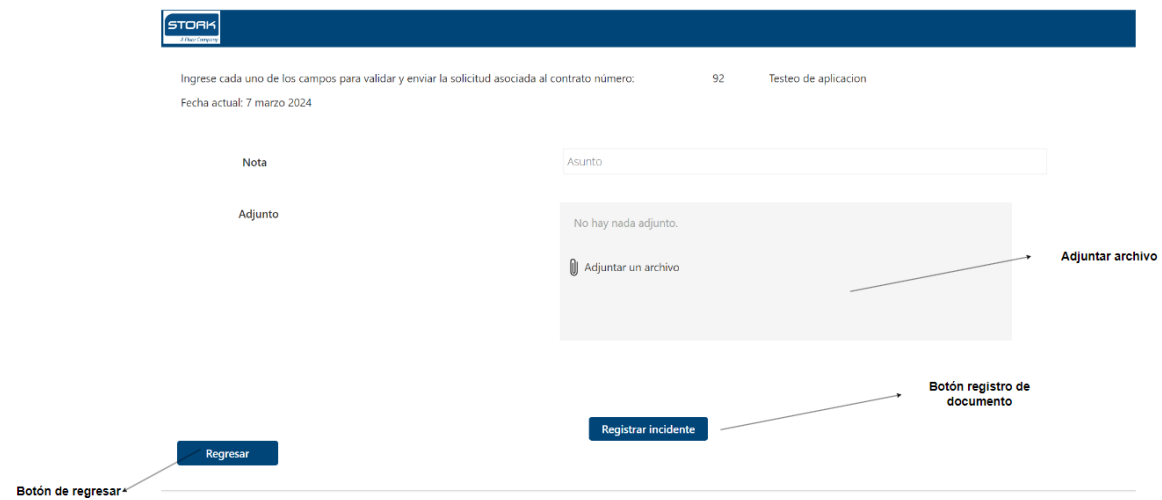 STORK
A Fluor Company
Ingrese cada uno de los campos para validar y enviar la solicitud asociada al contrato número: 92 Testeo de aplicacion
Fecha actual: 7 marzo 2024
Nota
Asunto
Adjunto
No hay nada adjunto.
Adjuntar un archivo
Adjuntar archivo
Botón registro de
documento
Registrar incidente
Regresar
Botón de regresar